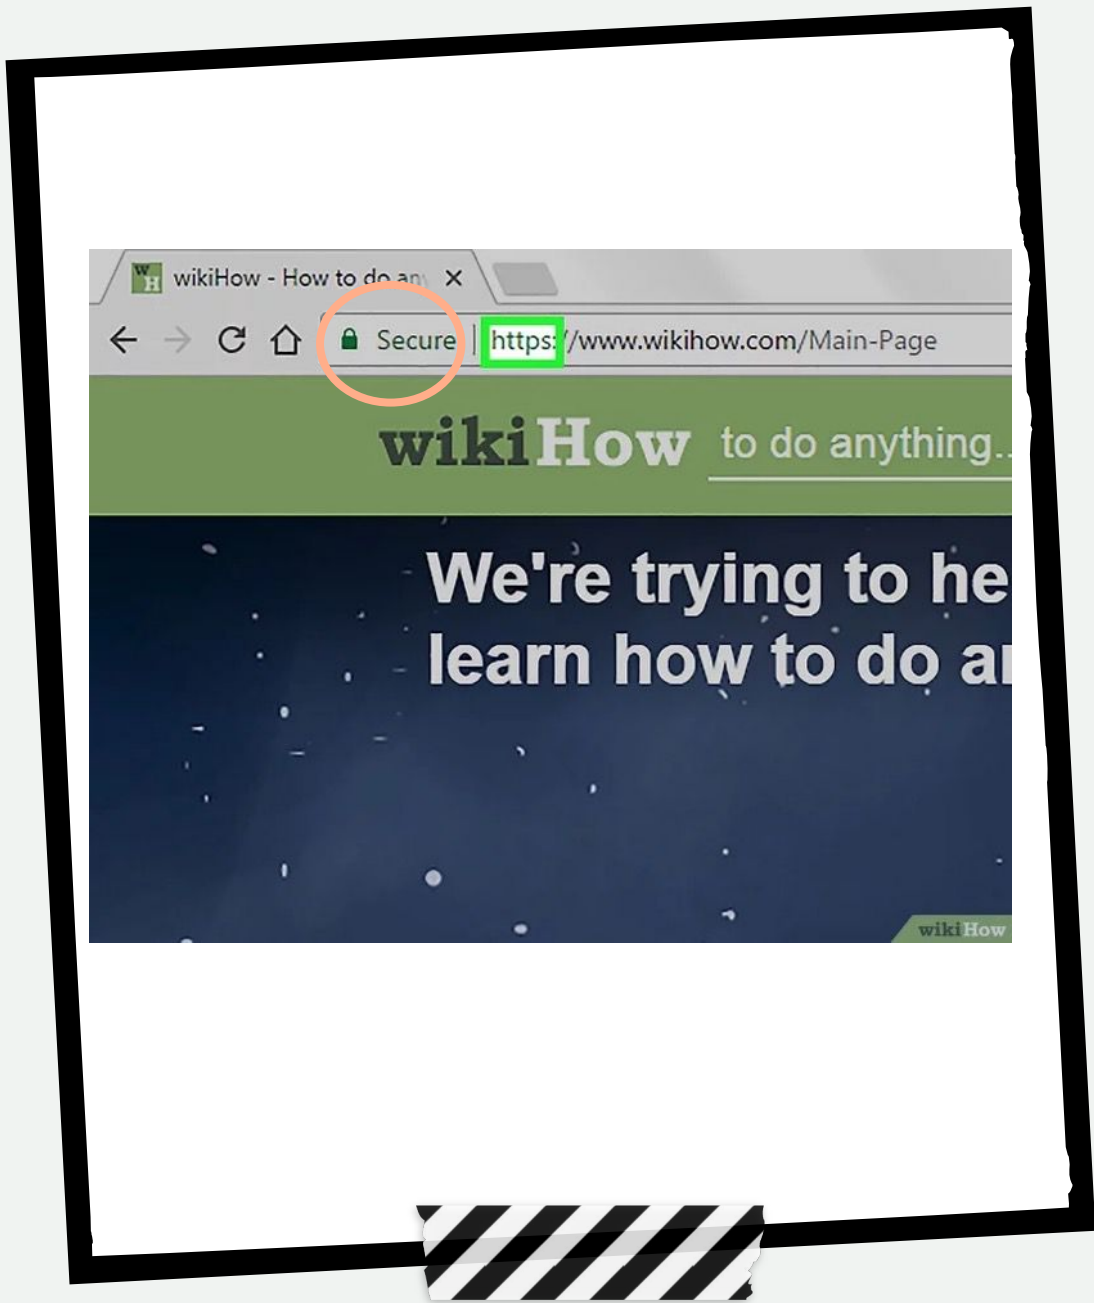 wikiHow - How to do an
Secure | https://www.wikihow.com/Main-Page
wikiHow to do anything...
We're trying to he
learn how to do a
wikiHow